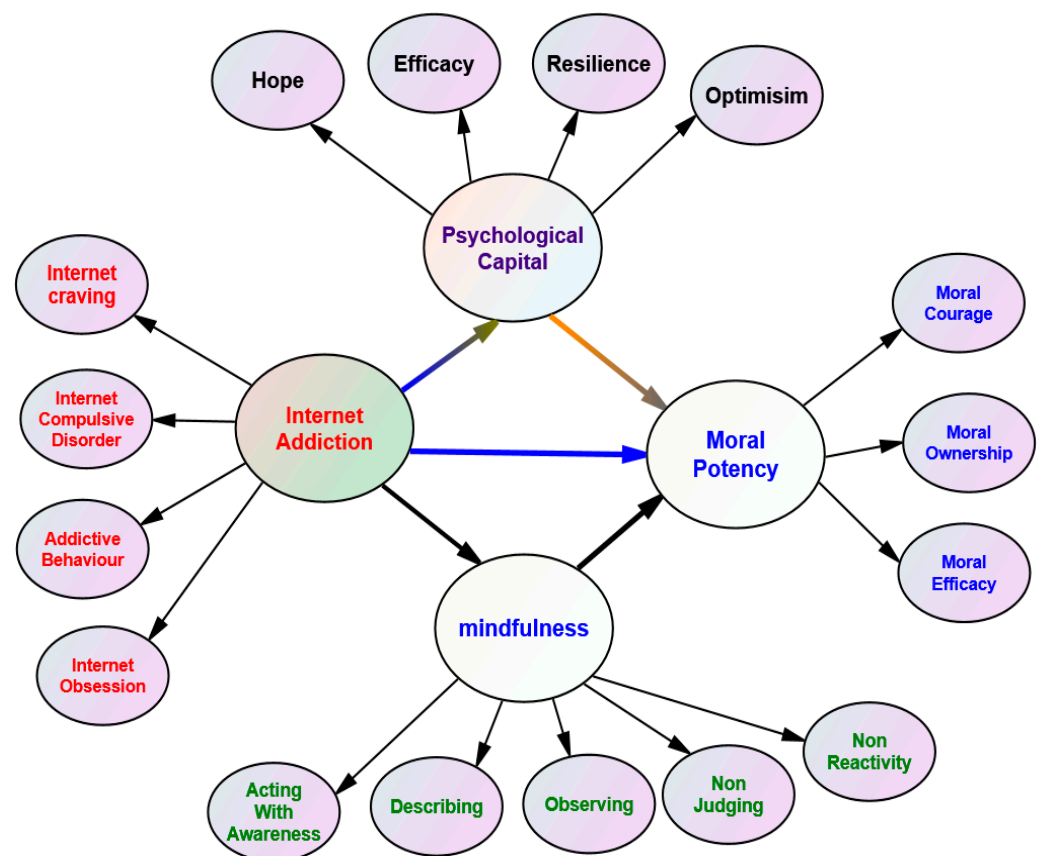 Hope
Efficacy
Resilience
Optimisim
Psychological
Capital
Internet
craving
Internet
Compulsive
Disorder
Addictive
Behaviour
Internet
Obsession
Internet
Addiction
Moral
Potency
Moral
Courage
Moral
Ownership
Moral
Efficacy
mindfulness
Acting
With
Awareness
Describing
Observing
Non
Judging
Non
Reactivity